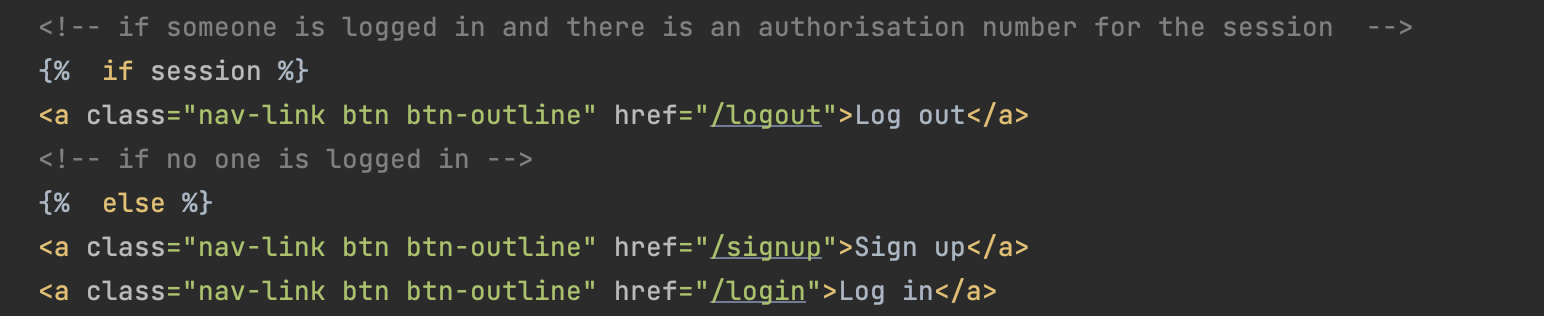 <!-- if someone is logged in and there is an authorisation number for the session  -->
{%  if session %}
<a class="nav-link btn btn-outline" href="/logout">Log out</a>
<!-- if no one is logged in -->
{%  else %}
<a class="nav-link btn btn-outline" href="/signup">Sign up</a>
<a class="nav-link btn btn-outline" href="/login">Log in</a>